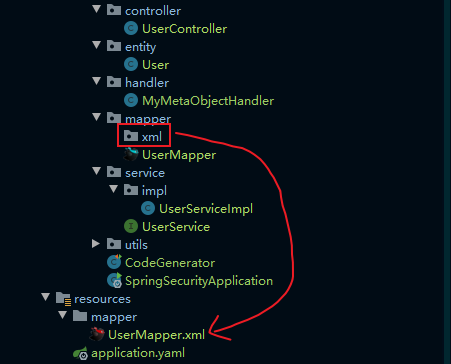 controller
UserController
entity
User
handler
MyMetaObjectHandler
mapper
xml
UserMapper
service
impl
UserServiceImpl
UserService
utils
CodeGenerator
SpringSecurityApplication
resources
mapper
UserMapper.xml
application.yaml